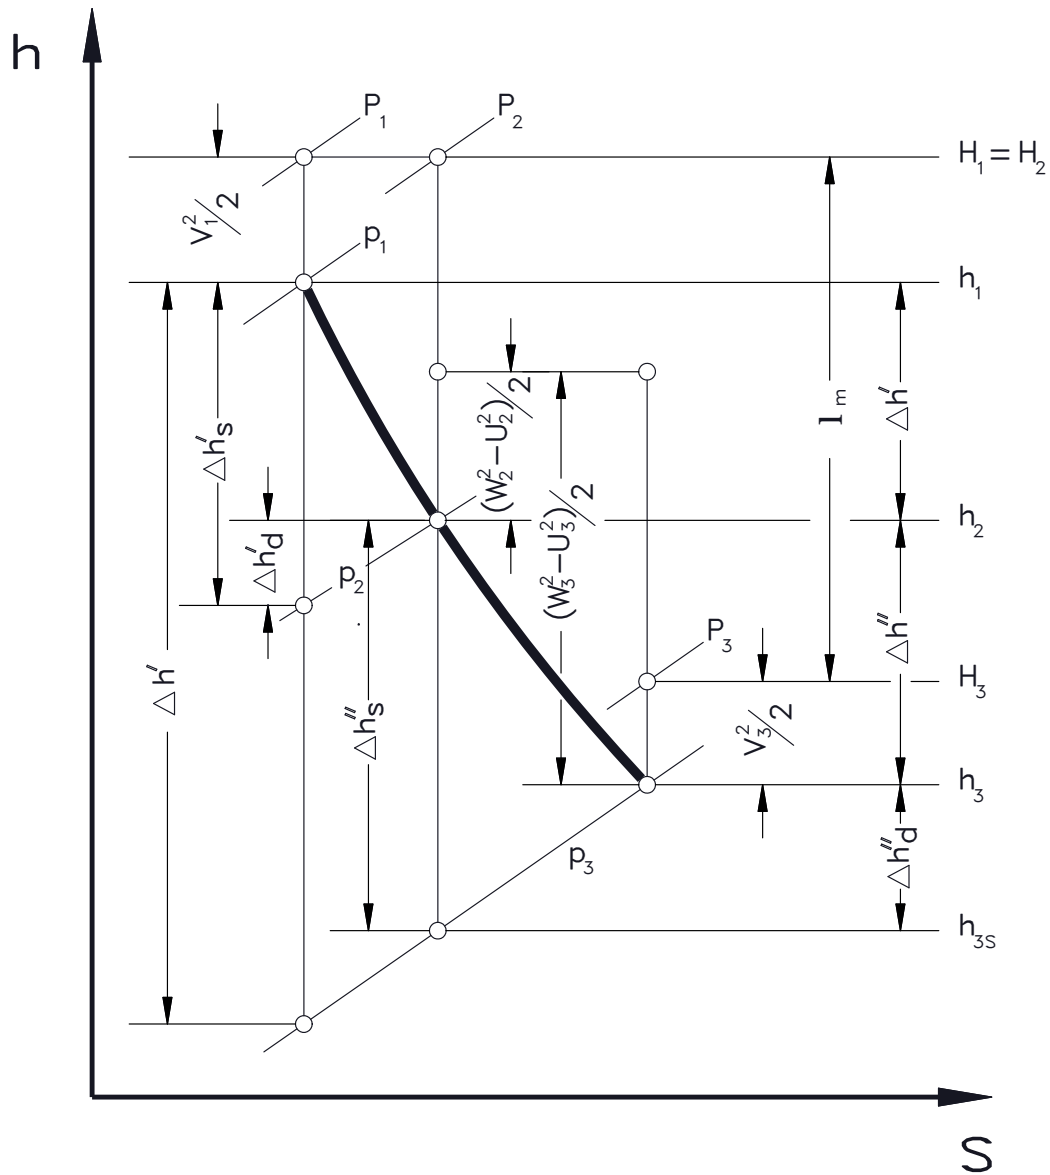 h
P₁
P₂
H₁ = H₂
V₁²/2
p₁
h₁
(W₂²–U₂²)/2
Δh'
l m
Δh's
(W₃²–U₃²)/2
h₂
Δh'd
p₂
Δh''
P₃
Δh'
H₃
Δh''s
V₃²/2
h₃
p₃
Δh''d
h₃S
S